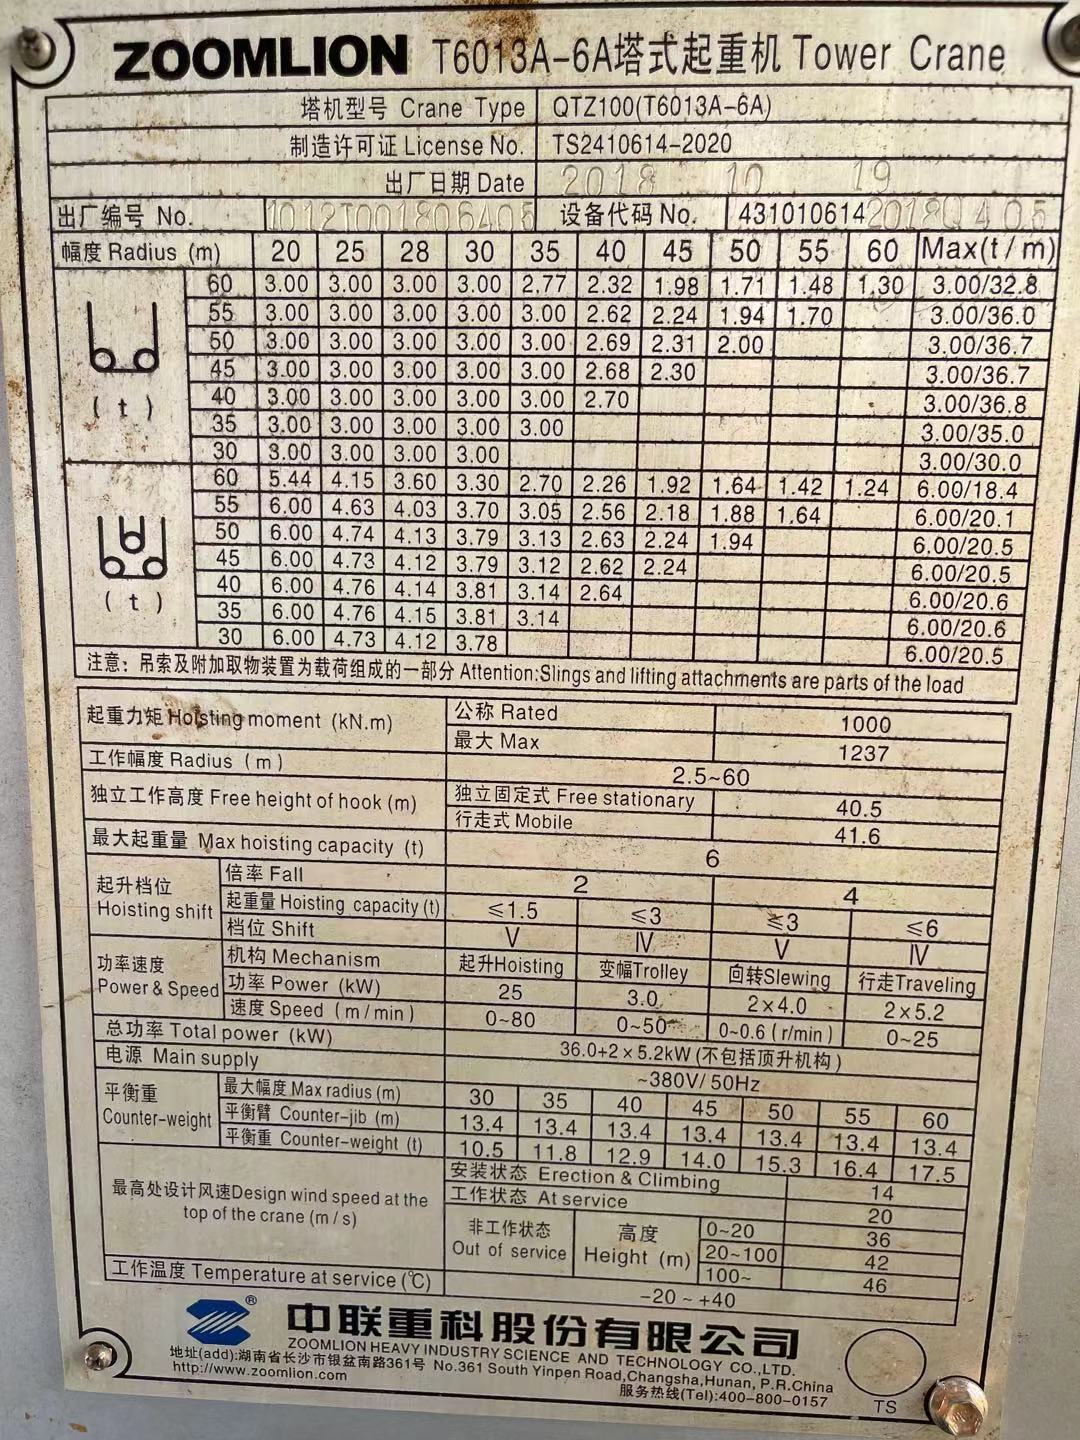 ZOOMLION T6013A-6A塔式起重机 Tower Crane
塔机型号 Crane Type QTZ100(T6013A-6A)
制造许可证 License No. TS2410614-2020
出厂日期 Date 2018 10 19
出厂编号 No. 1012T001806A05 设备代码 No. 4310106142018Q405
幅度 Radius (m) 20 25 28 30 35 40 45 50 55 60 Max(t/m)
60 3.00 3.00 3.00 3.00 2.77 2.32 1.98 1.71 1.48 1.30 3.00/32.8
55 3.00 3.00 3.00 3.00 3.00 2.62 2.24 1.94 1.70 3.00/36.0
50 3.00 3.00 3.00 3.00 3.00 2.69 2.31 2.00 3.00/36.7
45 3.00 3.00 3.00 3.00 3.00 2.68 2.30 3.00/36.7
(t) 40 3.00 3.00 3.00 3.00 3.00 2.70 3.00/36.8
35 3.00 3.00 3.00 3.00 3.00 3.00/35.0
30 3.00 3.00 3.00 3.00 3.00/30.0
60 5.44 4.15 3.60 3.30 2.70 2.26 1.92 1.64 1.42 1.24 6.00/18.4
55 6.00 4.63 4.03 3.70 3.05 2.56 2.18 1.88 1.64 6.00/20.1
50 6.00 4.74 4.13 3.79 3.13 2.63 2.24 1.94 6.00/20.5
45 6.00 4.73 4.12 3.79 3.12 2.62 2.24 6.00/20.5
(t) 40 6.00 4.76 4.14 3.81 3.14 2.64 6.00/20.6
35 6.00 4.76 4.15 3.81 3.14 6.00/20.6
30 6.00 4.73 4.12 3.78 6.00/20.5
注意：吊索及附加取物装置为载荷组成的一部分 Attention:Slings and lifting attachments are parts of the load
起重力矩 Hoisting moment (kN.m) 公称 Rated 1000
最大 Max 1237
工作幅度 Radius (m) 2.5~60
独立工作高度 Free height of hook (m) 独立固定式 Free stationary 40.5
行走式 Mobile 41.6
最大起重量 Max hoisting capacity (t) 6
起升档位 Hoisting shift 倍率 Fall 2 4
起重量 Hoisting capacity (t) ≤1.5 ≤3 ≤3 ≤6
档位 Shift Ⅴ Ⅳ Ⅴ Ⅳ
功率速度 Power & Speed 机构 Mechanism 起升Hoisting 变幅Trolley 回转Slewing 行走Traveling
功率 Power (kW) 25 3.0 2×4.0 2×5.2
速度 Speed (m/min) 0~80 0~50 0~0.6 (r/min) 0~25
总功率 Total power (kW) 36.0+2×5.2kW (不包括顶升机构)
电源 Main supply ~380V/50Hz
平衡重 Counter-weight 最大幅度 Max radius (m) 30 35 40 45 50 55 60
平衡臂 Counter-jib (m) 13.4 13.4 13.4 13.4 13.4 13.4 13.4
平衡重 Counter-weight (t) 10.5 11.8 12.9 14.0 15.3 16.4 17.5
最高处设计风速Design wind speed at the top of the crane (m/s) 安装状态 Erection & Climbing 14
工作状态 At service 20
非工作状态 Out of service 高度 Height (m) 0~20 36
20~100 42
100~ 46
工作温度 Temperature at service (℃) -20~+40
® 中联重科股份有限公司
ZOOMLION HEAVY INDUSTRY SCIENCE AND TECHNOLOGY CO.,LTD.
地址(add):湖南省长沙市银盆南路361号 No.361 South Yinpen Road,Changsha,Hunan, P.R.China
http://www.zoomlion.com 服务热线(Tel):400-800-0157
TS